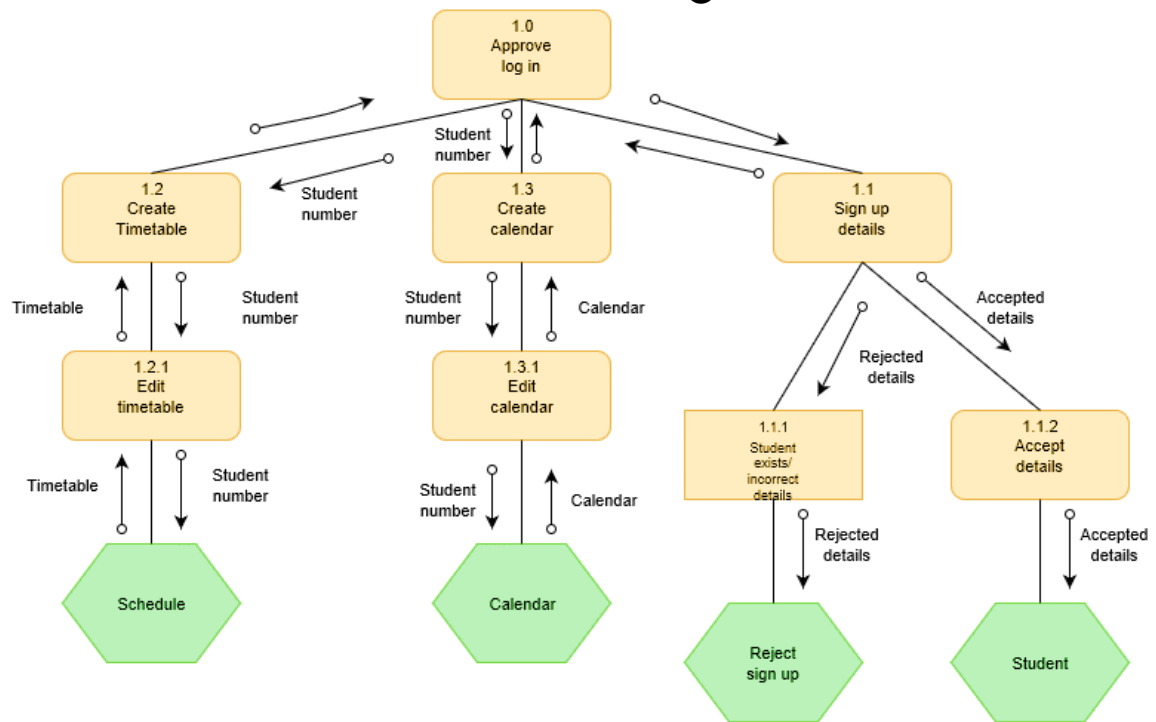 1.0
Approve
log in
Student
number
Student
number
1.2
Create
Timetable
1.3
Create
calendar
1.1
Sign up
details
Timetable
Student
number
Student
number
Calendar
Accepted
details
Rejected
details
1.2.1
Edit
timetable
1.3.1
Edit
calendar
1.1.1
Student
exists/
incorrect
details
1.1.2
Accept
details
Timetable
Student
number
Student
number
Calendar
Rejected
details
Accepted
details
Schedule
Calendar
Reject
sign up
Student